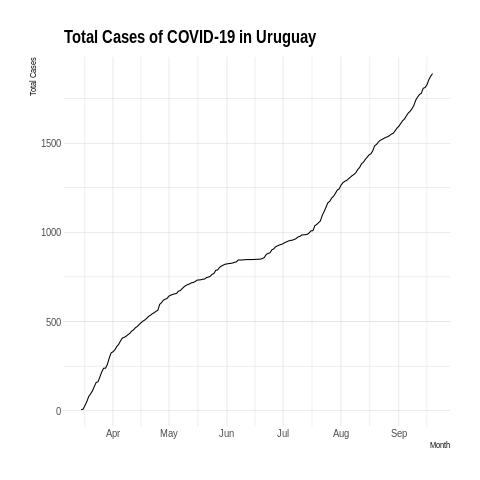 Total Cases of COVID-19 in Uruguay
Total Cases
1500
1000
500
0
Apr May Jun Jul Aug Sep
Month